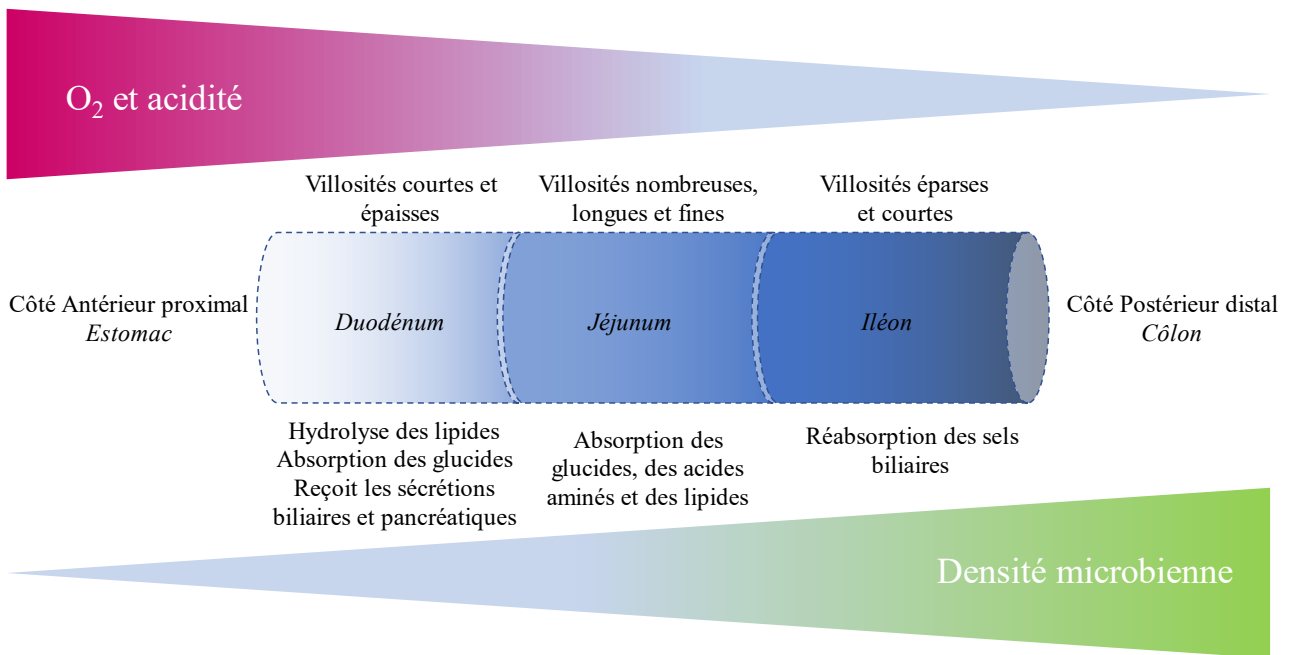 O₂ et acidité
Villosités courtes et
épaisses
Villosités nombreuses,
longues et fines
Villosités éparses
et courtes
Côté Antérieur proximal
Estomac
Duodénum
Jéjunum
Iléon
Côté Postérieur distal
Côlon
Hydrolyse des lipides
Absorption des glucides
Reçoit les sécrétions
biliaires et pancréatiques
Absorption des
glucides, des acides
aminés et des lipides
Réabsorption des sels
biliaires
Densité microbienne